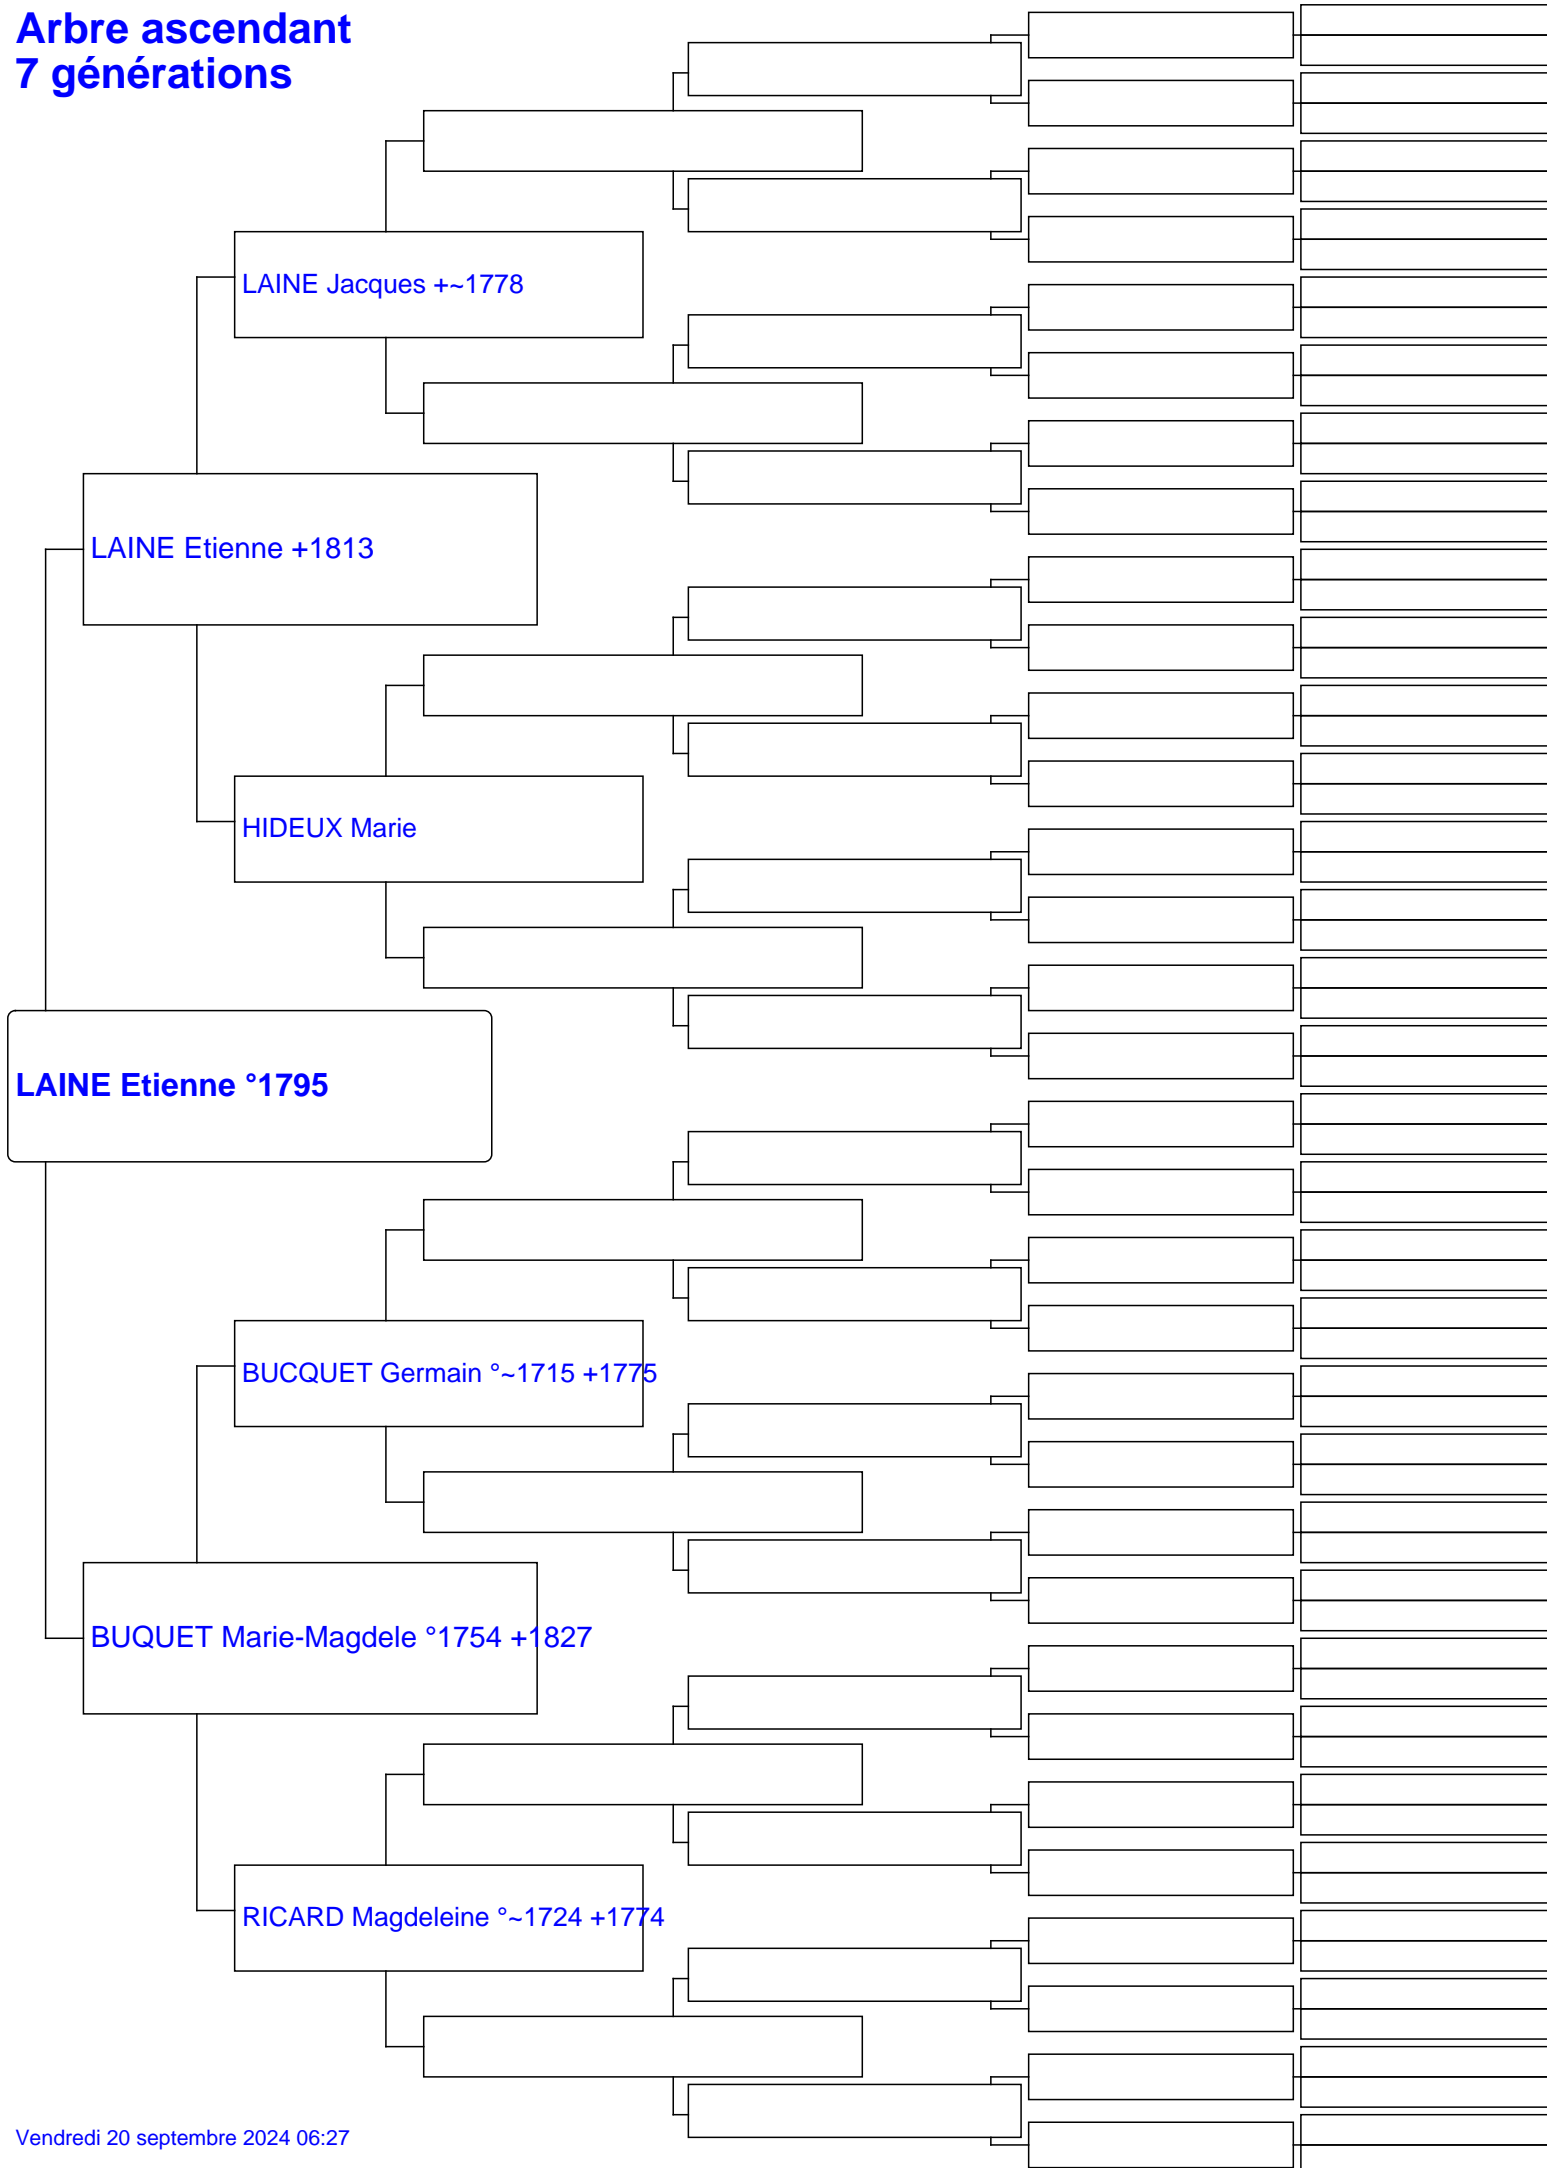 Arbre ascendant
7 générations
LAINE Jacques +~1778
LAINE Etienne +1813
HIDEUX Marie
LAINE Etienne °1795
BUCQUET Germain °~1715 +1775
BUQUET Marie-Magdele °1754 +1827
RICARD Magdeleine °~1724 +1774
Vendredi 20 septembre 2024 06:27